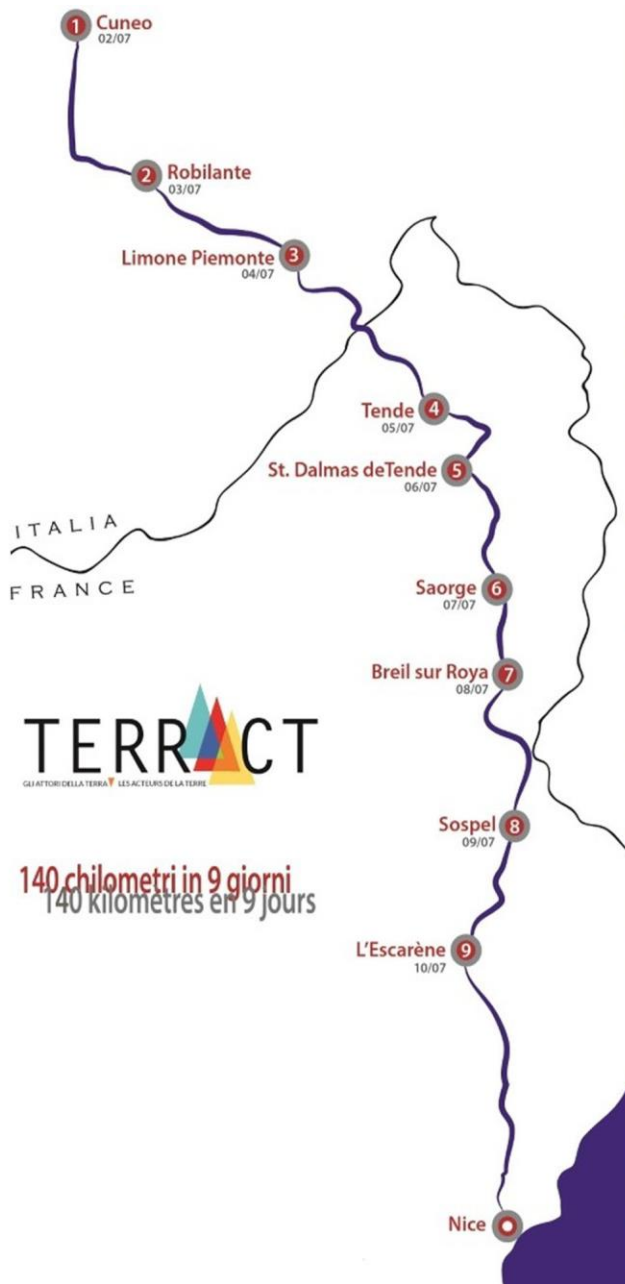 1 Cuneo
02/07
2 Robilante
03/07
Limone Piemonte 3
04/07
Tende 4
05/07
St. Dalmas deTende 5
06/07
ITALIA
FRANCE
Saorge 6
07/07
Breil sur Roya 7
08/07
TERRACT
GLI ATTORI DELLA TERRA LES ACTEURS DE LA TERRE
Sospel 8
09/07
140 chilometri in 9 giorni
140 kilomètres en 9 jours
L'Escarène 9
10/07
Nice